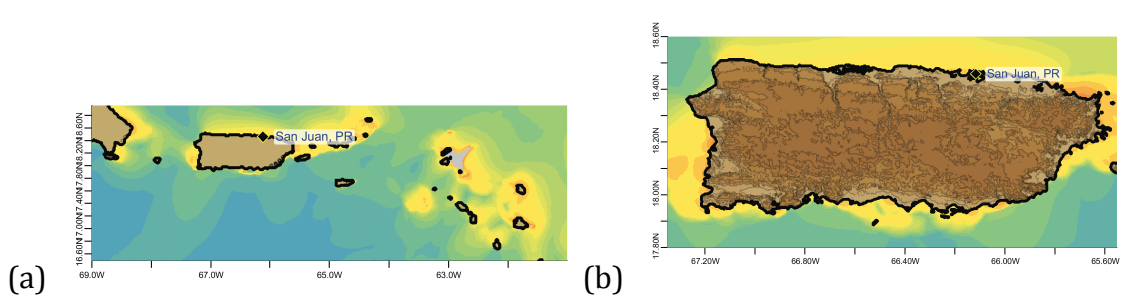 (a)
18.60N
18.20N
17.80N
17.40N
17.00N
16.60N
San Juan, PR
69.0W 67.0W 65.0W 63.0W
(b)
18.60N
18.40N
18.20N
18.00N
17.80N
San Juan, PR
67.20W 66.80W 66.40W 66.00W 65.60W